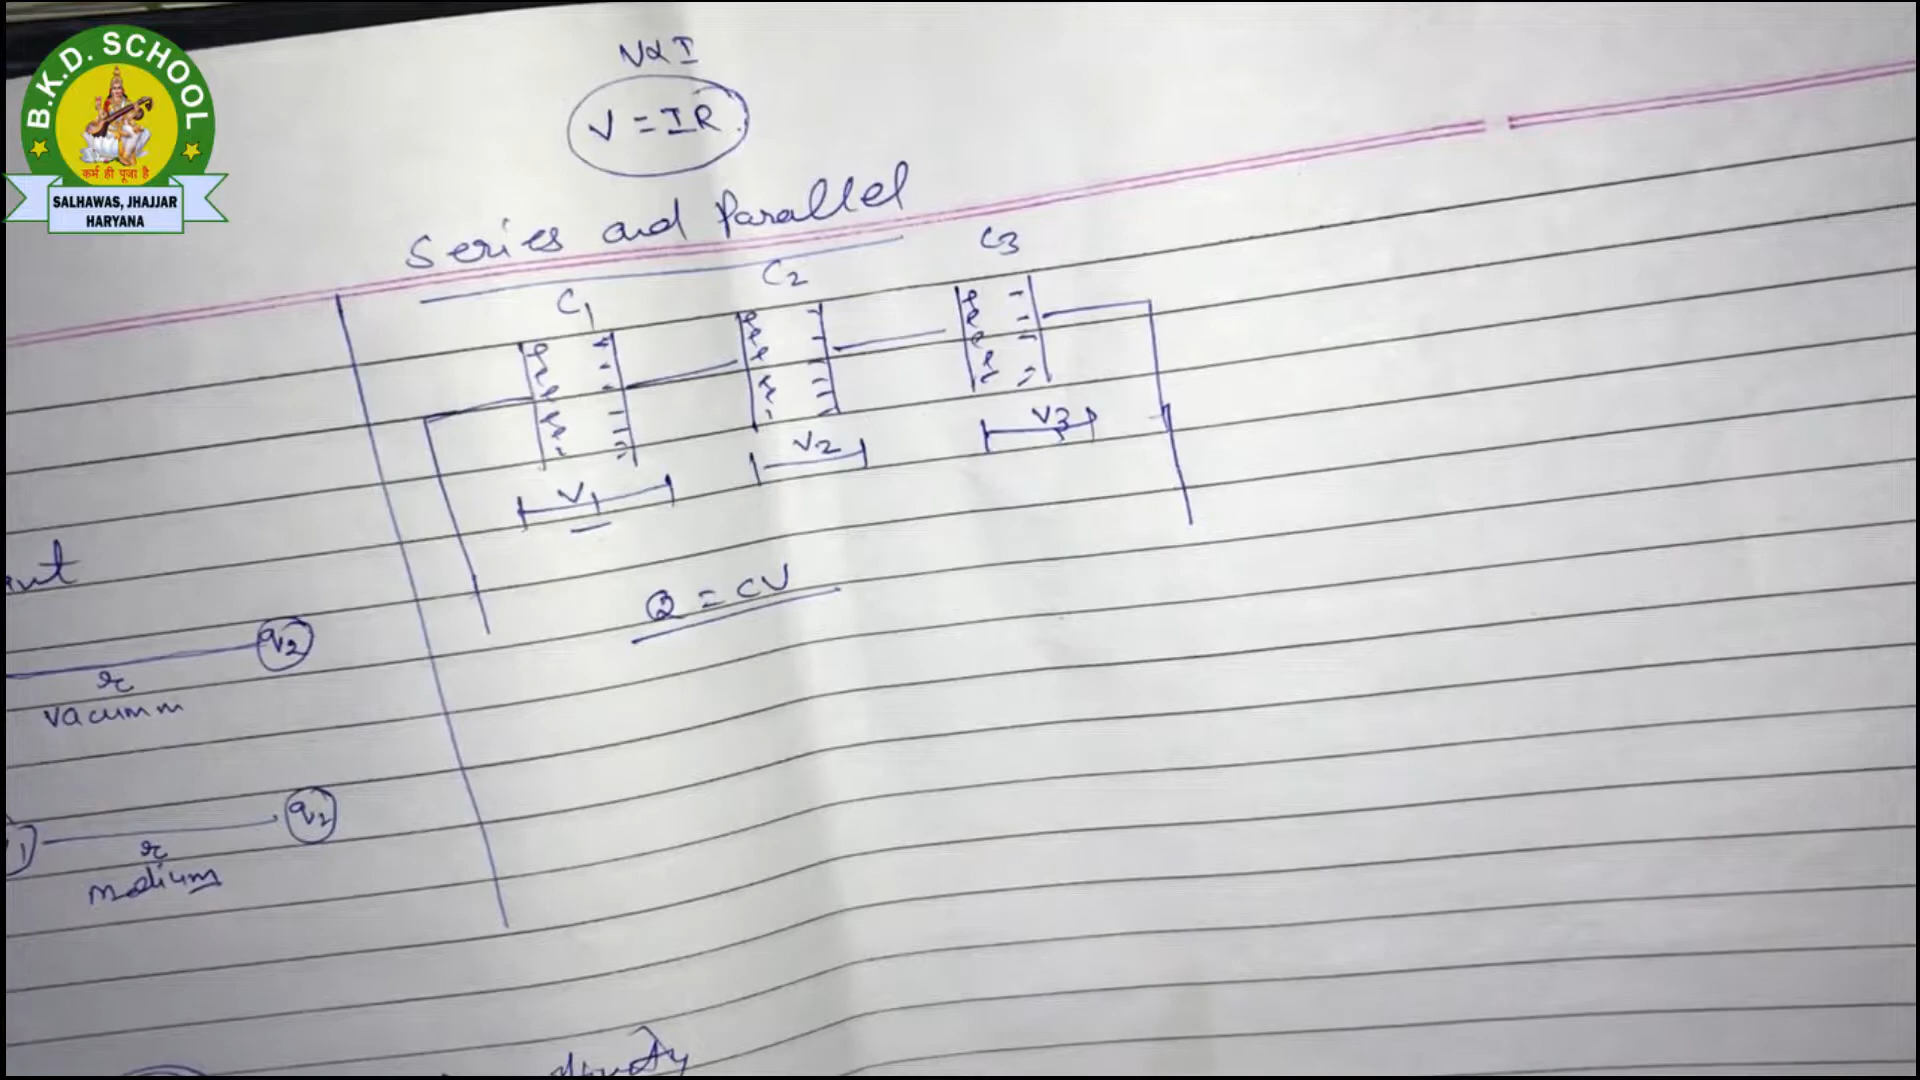 B.K.D. SCHOOL
कर्म ही पूजा है
SALHAWAS, JHAJJAR
HARYANA
V α I
V = IR
Series and Parallel
C1
C2
C3
V1
V2
V3
Q = CV
q2
r
vacumm
q2
r
medium